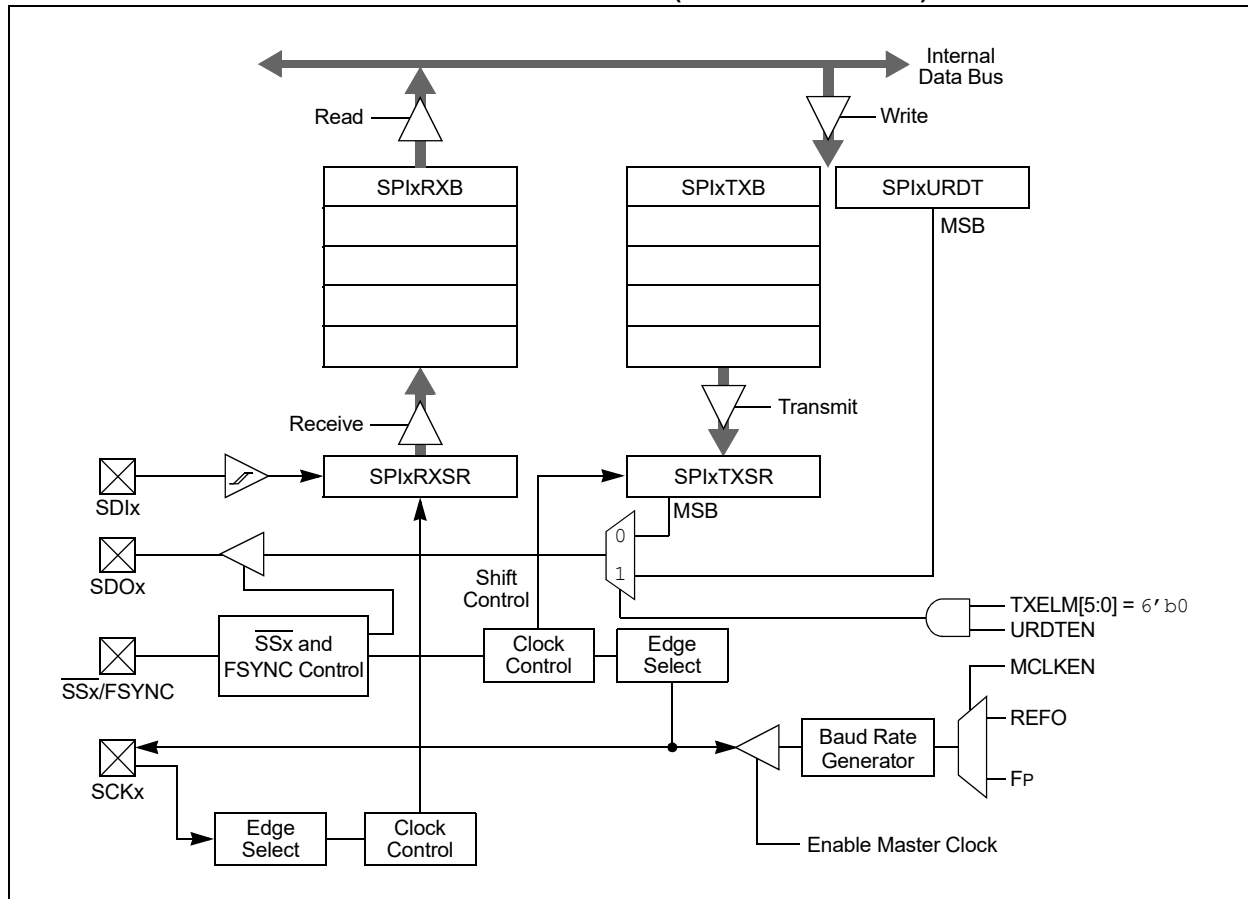 Internal
Data Bus
Read
Write
SPIxRXB
SPIxTXB
SPIxURDT
MSB
Receive
Transmit
SPIxRXSR
SPIxTXSR
SDIx
MSB
0
SDOx
1
Shift
Control
TXELM[5:0] = 6’b0
URDTEN
SSx and
FSYNC Control
Clock
Control
Edge
Select
SSx/FSYNC
MCLKEN
REFO
Baud Rate
Generator
FP
SCKx
Edge
Select
Clock
Control
Enable Master Clock